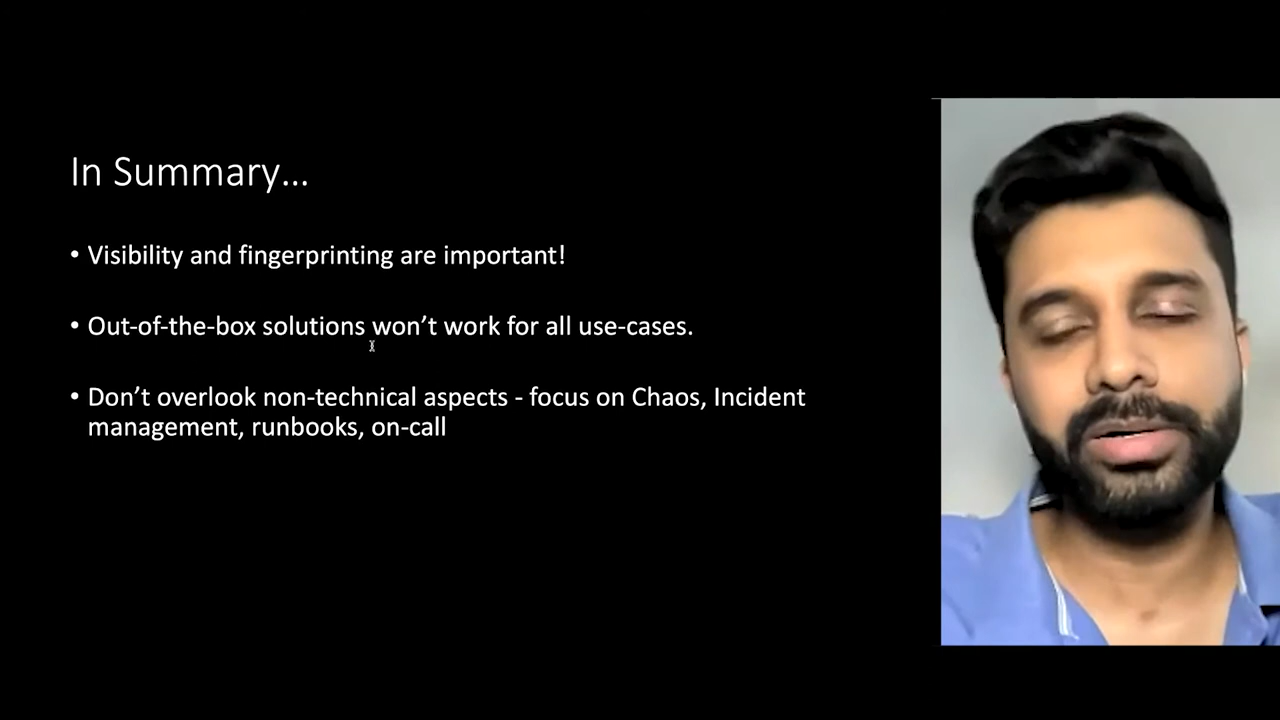 In Summary…
• Visibility and fingerprinting are important!
• Out-of-the-box solutions won’t work for all use-cases.
• Don’t overlook non-technical aspects - focus on Chaos, Incident
management, runbooks, on-call